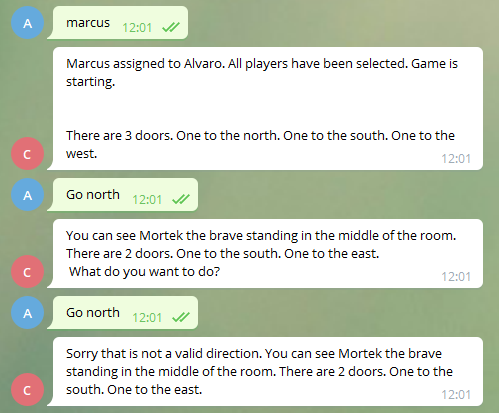 A
marcus
12:01
Marcus assigned to Alvaro. All players have been selected. Game is
starting.
There are 3 doors. One to the north. One to the south. One to the
west.
12:01
C
A
Go north
12:01
You can see Mortek the brave standing in the middle of the room.
There are 2 doors. One to the south. One to the east.
What do you want to do?
12:01
C
A
Go north
12:01
Sorry that is not a valid direction. You can see Mortek the brave
standing in the middle of the room. There are 2 doors. One to the
south. One to the east.
12:01
C